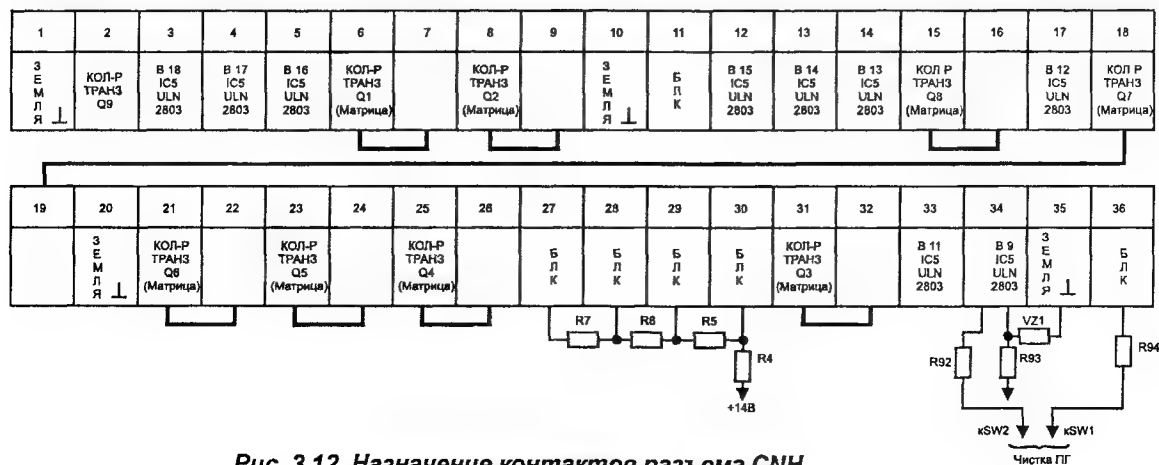 1 2 3 4 5 6 7 8 9 10 11 12 13 14 15 16 17 18
ЗЕМЛЯ
КОЛ-Р ТРАНЗ Q9
В 18 IC5 ULN 2803
В 17 IC5 ULN 2803
В 16 IC5 ULN 2803
КОЛ-Р ТРАНЗ Q1 (Матрица)
КОЛ-Р ТРАНЗ Q2 (Матрица)
ЗЕМЛЯ
БЛК
В 15 IC5 ULN 2803
В 14 IC5 ULN 2803
В 13 IC5 ULN 2803
КОЛ Р ТРАНЗ Q8 (Матрица)
В 12 IC5 ULN 2803
КОЛ Р ТРАНЗ Q7 (Матрица)
19 20 21 22 23 24 25 26 27 28 29 30 31 32 33 34 35 36
ЗЕМЛЯ
КОЛ-Р ТРАНЗ Q6 (Матрица)
КОЛ-Р ТРАНЗ Q5 (Матрица)
КОЛ-Р ТРАНЗ Q4 (Матрица)
БЛК
БЛК
БЛК
БЛК
КОЛ-Р ТРАНЗ Q3 (Матрица)
В 11 IC5 ULN 2803
В 9 IC5 ULN 2803
ЗЕМЛЯ
БЛК
R7 R8 R5 VZ1
R4 R92 R93 R94
+14В
кSW2 кSW1
Чистка ПГ
Рис. 3.12. Назначение контактов разъема CNH